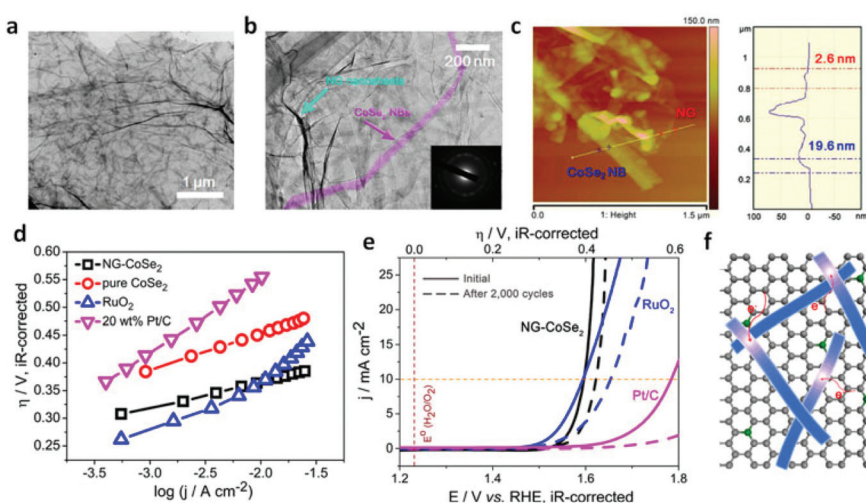 a
1 μm
b
200 nm
NG nanosheets
CoSe2 NBs
c
150.0 nm
NG
CoSe2 NB
0.0
1: Height
1.5 μm
μm
1
0.8
0.6
0.4
0.2
2.6 nm
19.6 nm
100
50
0
-50
nm
d
η / V, iR-corrected
0.55
0.50
0.45
0.40
0.35
0.30
0.25
NG-CoSe2
pure CoSe2
RuO2
20 wt% Pt/C
-3.5
-3.0
-2.5
-2.0
-1.5
log (j / A cm-2)
e
η / V, iR-corrected
0.0
0.2
0.4
0.6
j / mA cm-2
25
20
15
10
5
0
Initial
After 2,000 cycles
NG-CoSe2
RuO2
Pt/C
E° (H2O/O2)
1.2
1.3
1.4
1.5
1.6
1.7
1.8
E / V vs. RHE, iR-corrected
f
e-
e-
e-